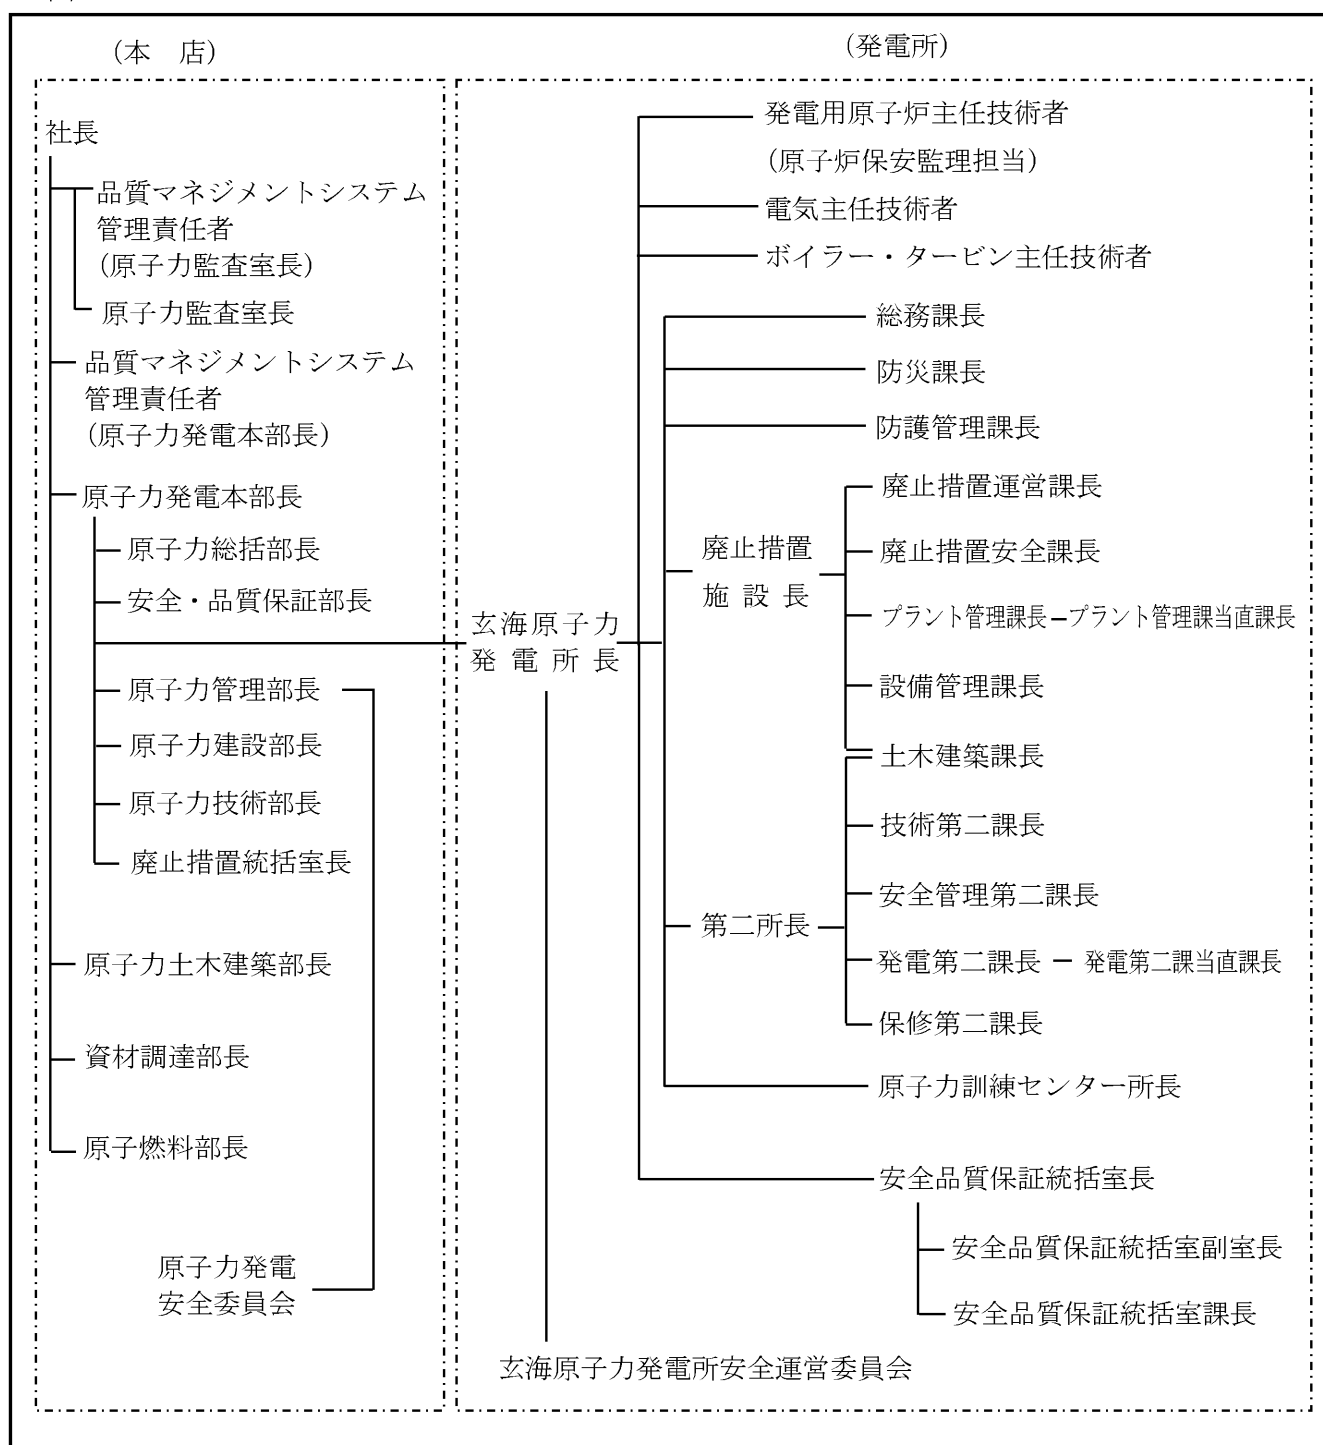 (本　店)
社長
品質マネジメントシステム
管理責任者
(原子力監査室長)
原子力監査室長
品質マネジメントシステム
管理責任者
(原子力発電本部長)
原子力発電本部長
原子力総括部長
安全・品質保証部長
原子力管理部長
原子力建設部長
原子力技術部長
廃止措置統括室長
原子力土木建築部長
資材調達部長
原子燃料部長
原子力発電
安全委員会
(発電所)
玄海原子力
発電所長
発電用原子炉主任技術者
(原子炉保安監理担当)
電気主任技術者
ボイラー・タービン主任技術者
総務課長
防災課長
防護管理課長
廃止措置
施設長
廃止措置運営課長
廃止措置安全課長
プラント管理課長 プラント管理課当直課長
設備管理課長
土木建築課長
技術第二課長
安全管理第二課長
第二所長
発電第二課長 発電第二課当直課長
保修第二課長
原子力訓練センター所長
安全品質保証統括室長
安全品質保証統括室副室長
安全品質保証統括室課長
玄海原子力発電所安全運営委員会